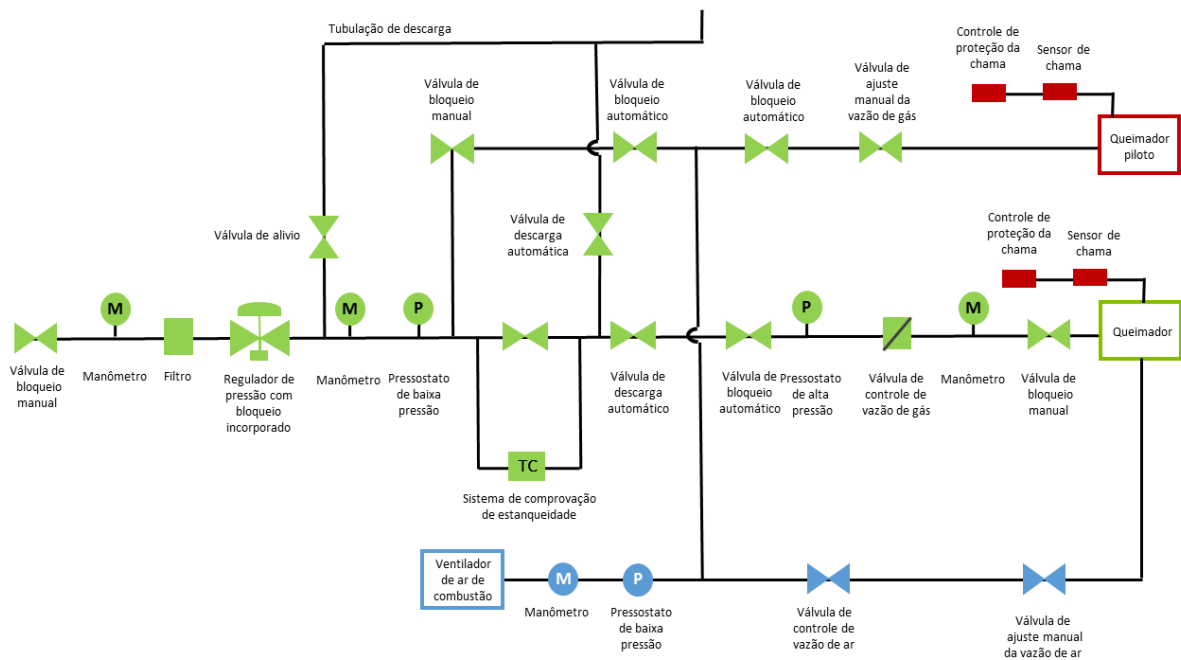 Tubulação de descarga
Controle de
proteção da
chama
Sensor de
chama
Válvula de
bloqueio
manual
Válvula de
bloqueio
automático
Válvula de
bloqueio
automático
Válvula de
ajuste
manual da
vazão de gás
Queimador
piloto
Válvula de alivio
Válvula de
descarga
automática
Controle de
proteção da
chama
Sensor de
chama
M
M
P
P
M
Queimador
Válvula de
bloqueio
manual
Manômetro
Filtro
Regulador de
pressão com
bloqueio
incorporado
Manômetro
Pressostato
de baixa
pressão
Válvula de
descarga
automático
Válvula de
bloqueio
automático
Pressostato
de alta
pressão
Válvula de
controle de
vazão de gás
Manômetro
Válvula de
bloqueio
manual
TC
Sistema de comprovação
de estanqueidade
Ventilador
de ar de
combustão
M
P
Manômetro
Pressostato
de baixa
pressão
Válvula de
controle de
vazão de ar
Válvula de
ajuste manual
da vazão de ar